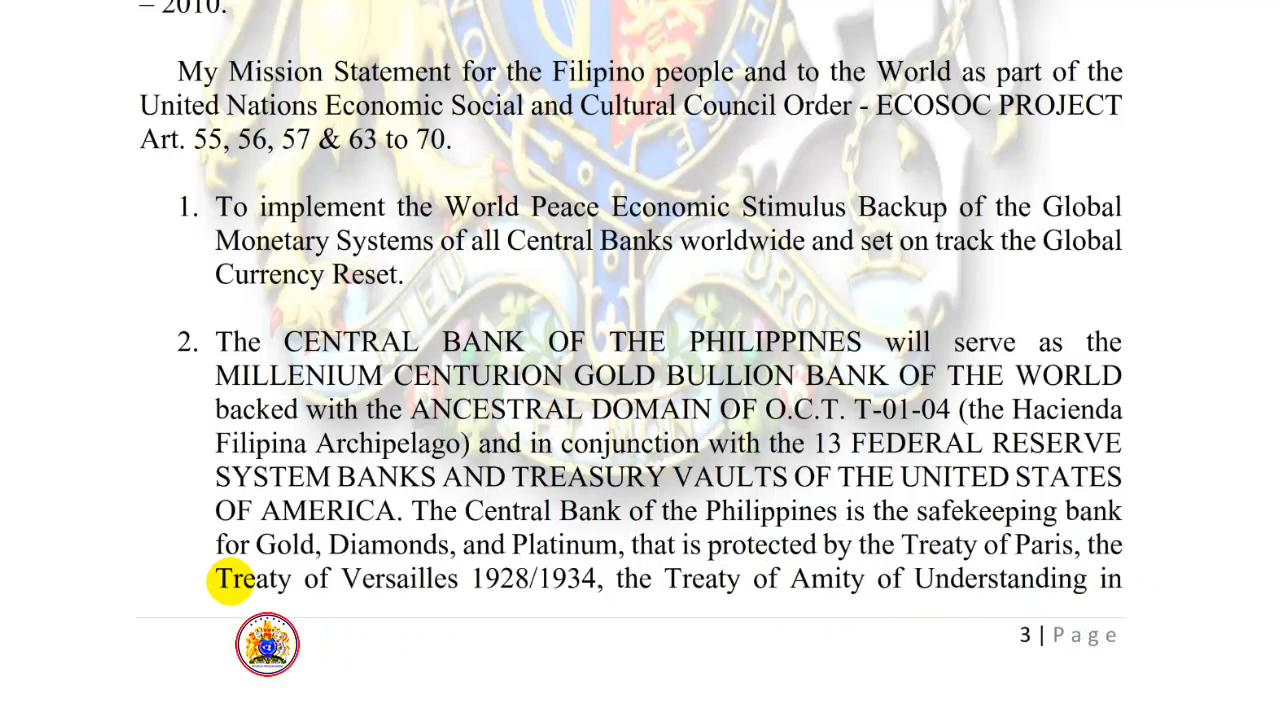 – 2010.
My Mission Statement for the Filipino people and to the World as part of the
United Nations Economic Social and Cultural Council Order - ECOSOC PROJECT
Art. 55, 56, 57 & 63 to 70.
1. To implement the World Peace Economic Stimulus Backup of the Global
Monetary Systems of all Central Banks worldwide and set on track the Global
Currency Reset.
2. The CENTRAL BANK OF THE PHILIPPINES will serve as the
MILLENIUM CENTURION GOLD BULLION BANK OF THE WORLD
backed with the ANCESTRAL DOMAIN OF O.C.T. T-01-04 (the Hacienda
Filipina Archipelago) and in conjunction with the 13 FEDERAL RESERVE
SYSTEM BANKS AND TREASURY VAULTS OF THE UNITED STATES
OF AMERICA. The Central Bank of the Philippines is the safekeeping bank
for Gold, Diamonds, and Platinum, that is protected by the Treaty of Paris, the
Treaty of Versailles 1928/1934, the Treaty of Amity of Understanding in
3 | Page